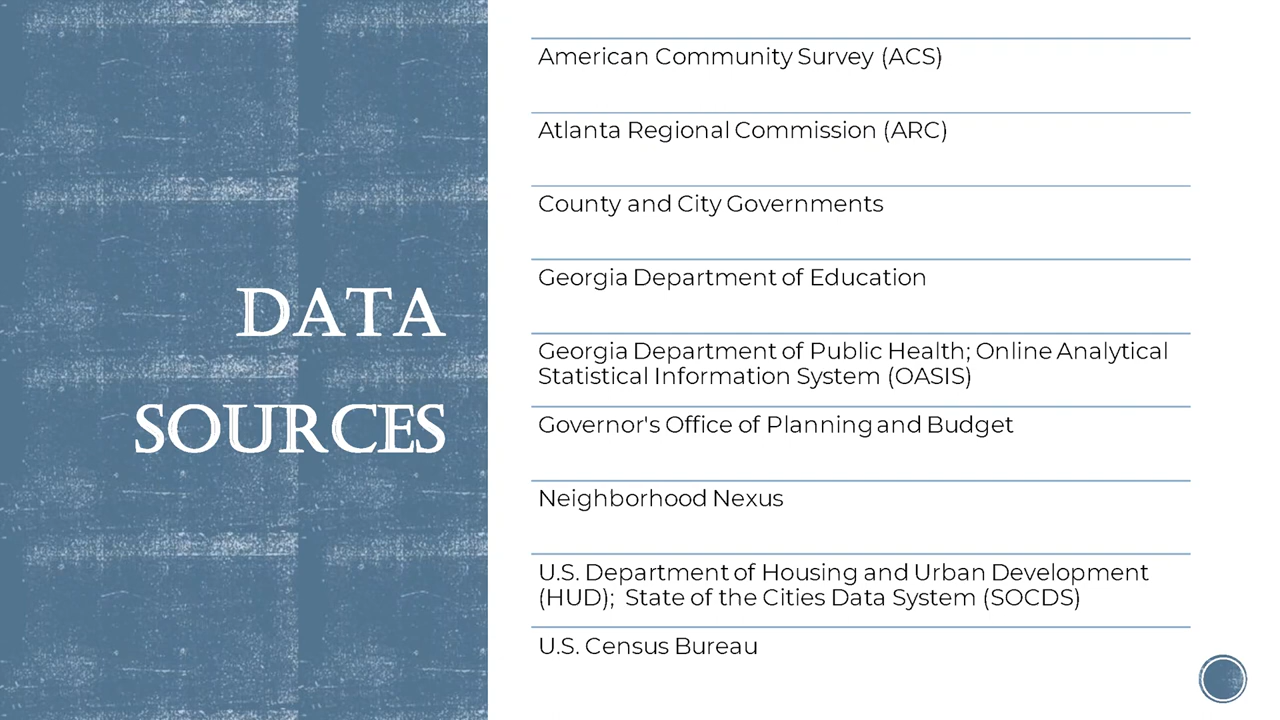 DATA
SOURCES
American Community Survey (ACS)
Atlanta Regional Commission (ARC)
County and City Governments
Georgia Department of Education
Georgia Department of Public Health; Online Analytical
Statistical Information System (OASIS)
Governor's Office of Planning and Budget
Neighborhood Nexus
U.S. Department of Housing and Urban Development
(HUD);  State of the Cities Data System (SOCDS)
U.S. Census Bureau